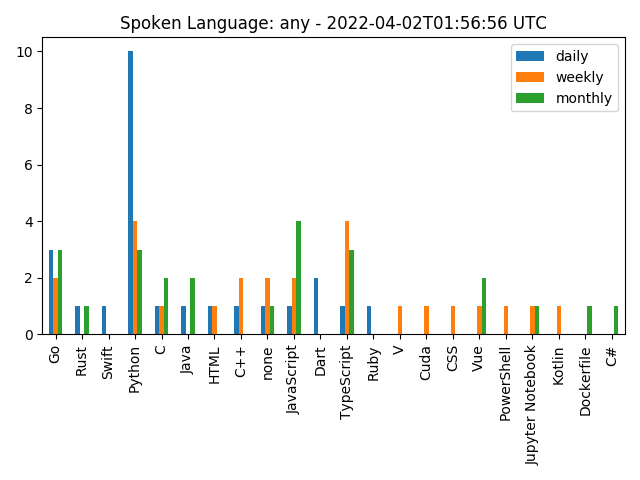 Spoken Language: any - 2022-04-02T01:56:56 UTC
daily
weekly
monthly
10
8
6
4
2
0
Go
Rust
Swift
Python
C
Java
HTML
C++
none
JavaScript
Dart
TypeScript
Ruby
V
Cuda
CSS
Vue
PowerShell
Jupyter Notebook
Kotlin
Dockerfile
C#